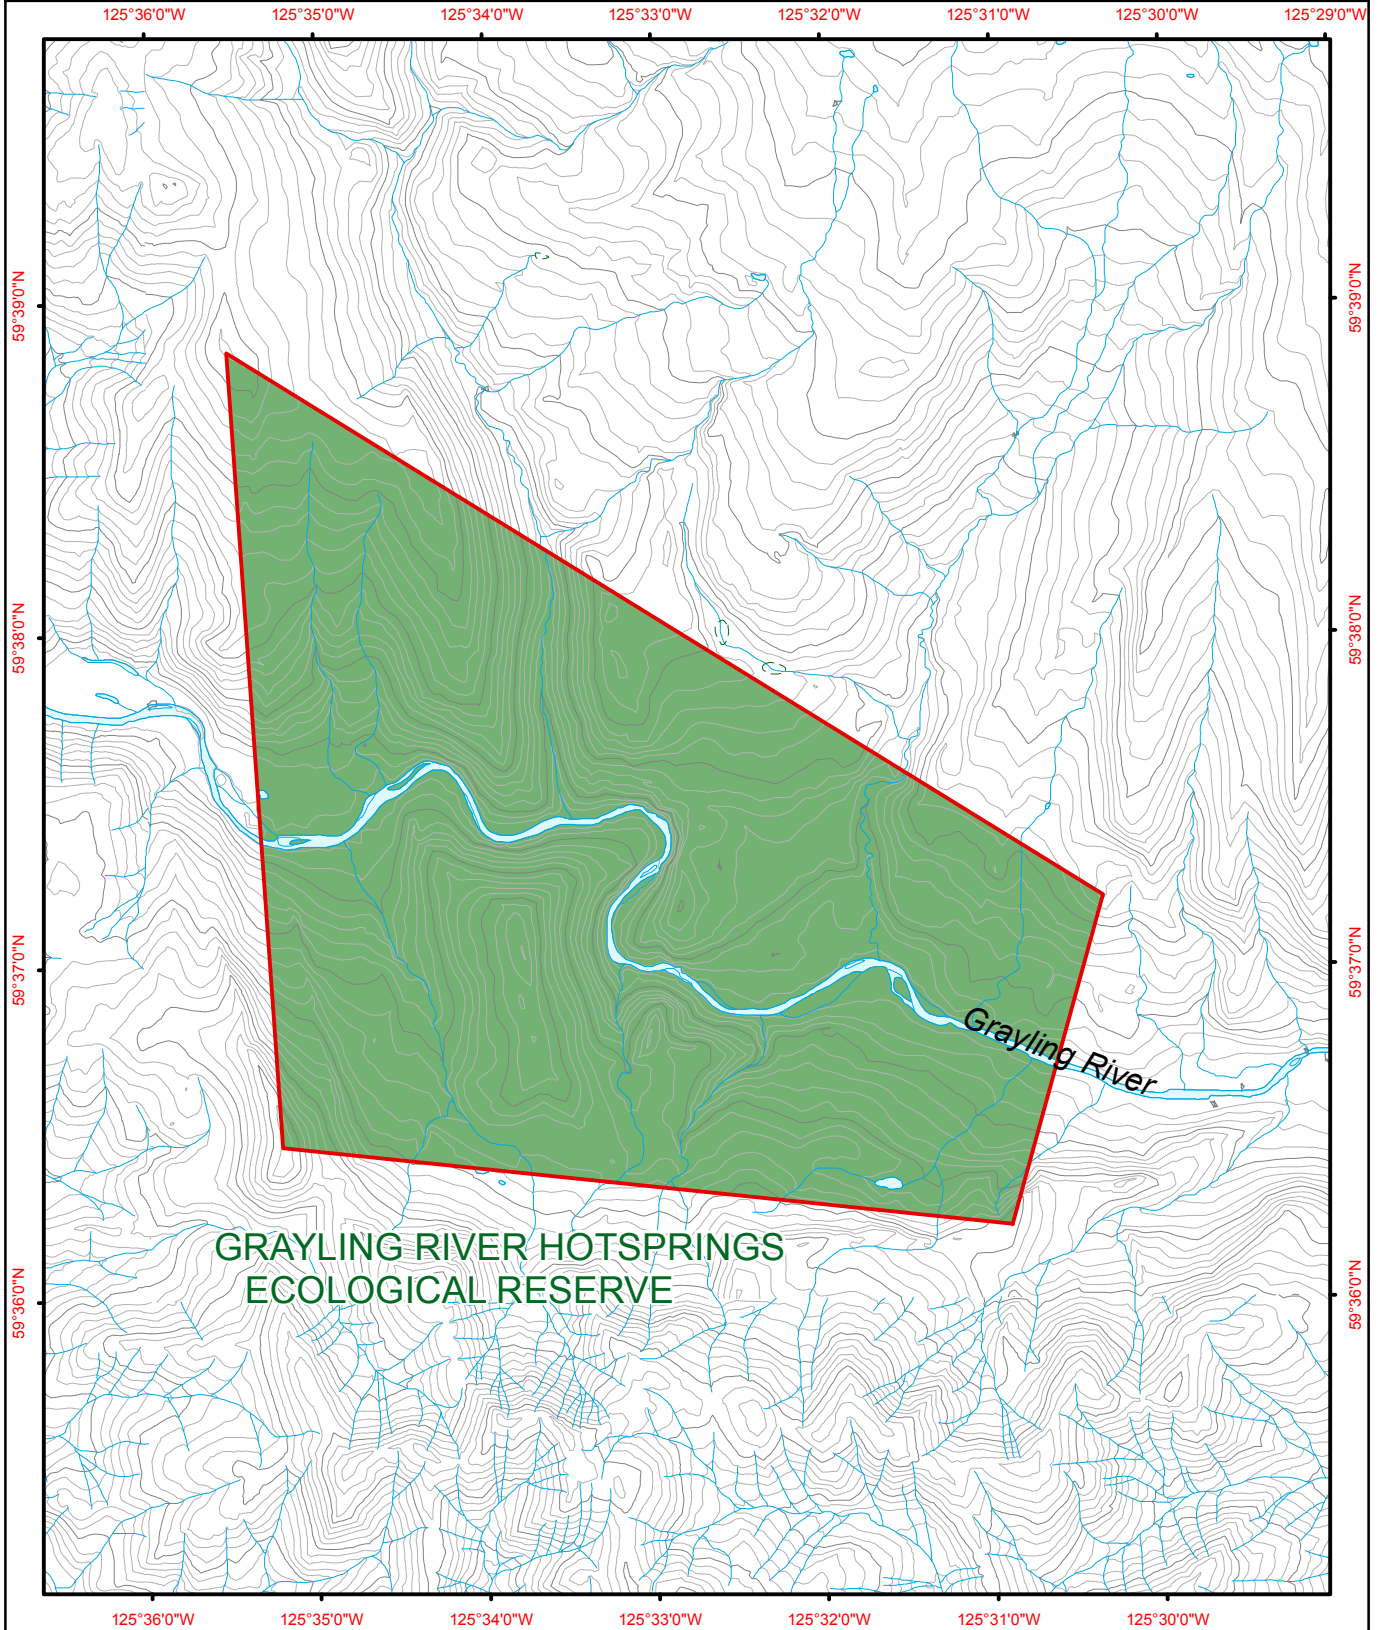 125°36'0"W 125°35'0"W 125°34'0"W 125°33'0"W 125°32'0"W 125°31'0"W 125°30'0"W 125°29'0"W
59°39'0"N 59°39'0"N
59°38'0"N 59°38'0"N
59°37'0"N 59°37'0"N
Grayling River
GRAYLING RIVER HOTSPRINGS
ECOLOGICAL RESERVE
59°36'0"N 59°36'0"N
125°36'0"W 125°35'0"W 125°34'0"W 125°33'0"W 125°32'0"W 125°31'0"W 125°30'0"W